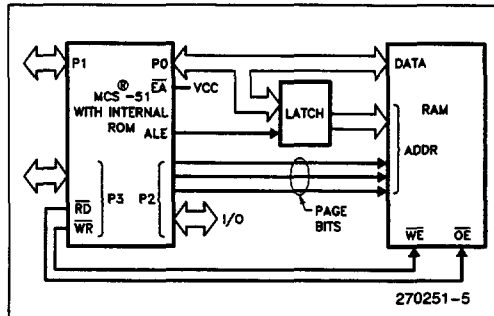 P1
P0
DATA
®
MCS -51
WITH INTERNAL
ROM
EA
VCC
LATCH
RAM
ALE
ADDR
P3
P2
I/O
PAGE
BITS
RD
WR
WE
OE
270251-5